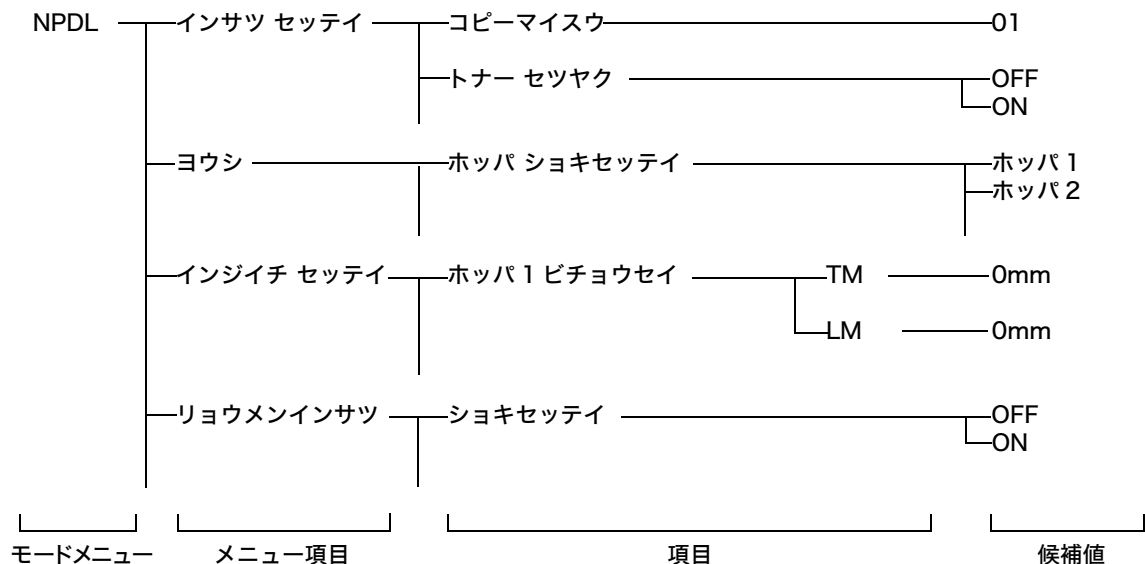 NPDL インサツ セッテイ コピーマイスウ 01
トナー セツヤク OFF
ON
ヨウシ ホッパ ショキセッテイ ホッパ 1
ホッパ 2
インジイチ セッテイ ホッパ 1 ビチョウセイ TM 0mm
LM 0mm
リョウメンインサツ ショキセッテイ OFF
ON
モードメニュー メニュー項目 項目 候補値